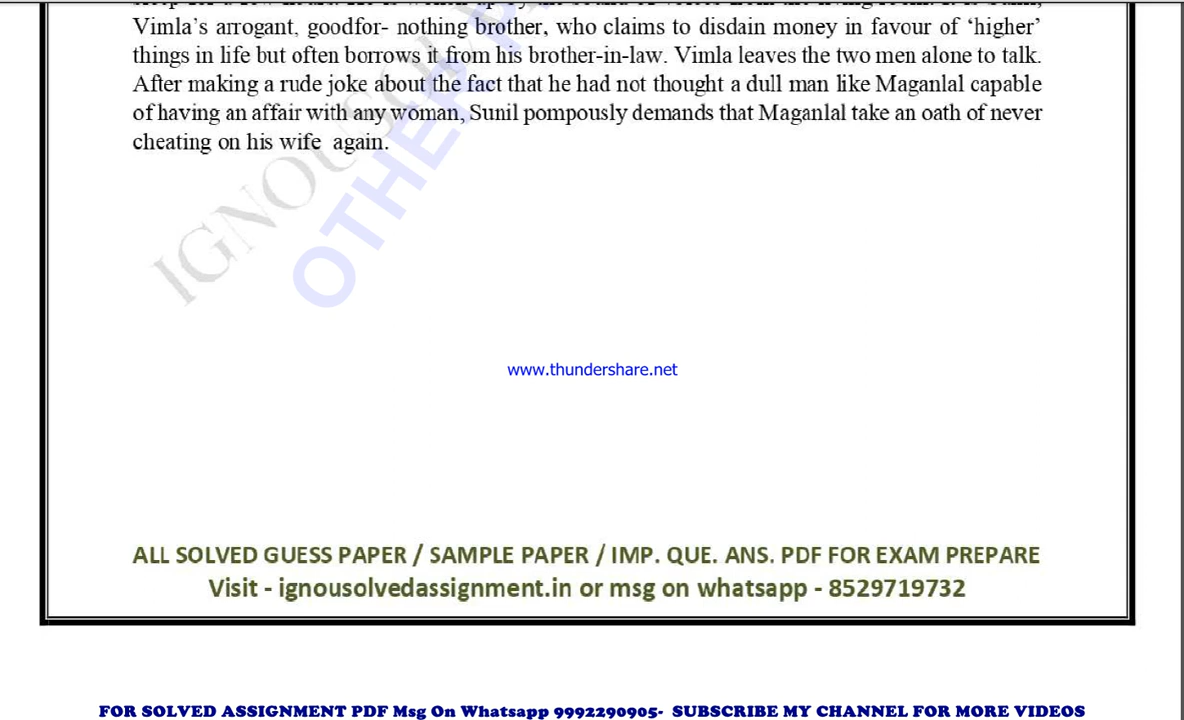 Vimla's arrogant, goodfor- nothing brother, who claims to disdain money in favour of 'higher'
things in life but often borrows it from his brother-in-law. Vimla leaves the two men alone to talk.
After making a rude joke about the fact that he had not thought a dull man like Maganlal capable
of having an affair with any woman, Sunil pompously demands that Maganlal take an oath of never
cheating on his wife  again.
IGNOU
OTHER
www.thundershare.net
ALL SOLVED GUESS PAPER / SAMPLE PAPER / IMP. QUE. ANS. PDF FOR EXAM PREPARE
Visit - ignousolvedassignment.in or msg on whatsapp - 8529719732
FOR SOLVED ASSIGNMENT PDF Msg On Whatsapp 9992290905-  SUBSCRIBE MY CHANNEL FOR MORE VIDEOS